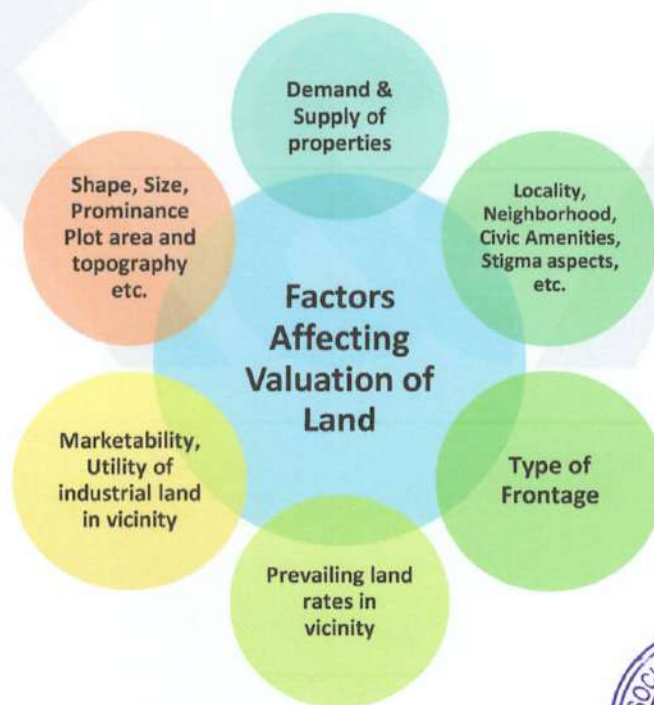 Demand &
Supply of
properties
Locality,
Neighborhood,
Civic Amenities,
Stigma aspects,
etc.
Type of
Frontage
Prevailing land
rates in
vicinity
Marketability,
Utility of
industrial land
in vicinity
Shape, Size,
Prominance
Plot area and
topography
etc.
Factors
Affecting
Valuation of
Land